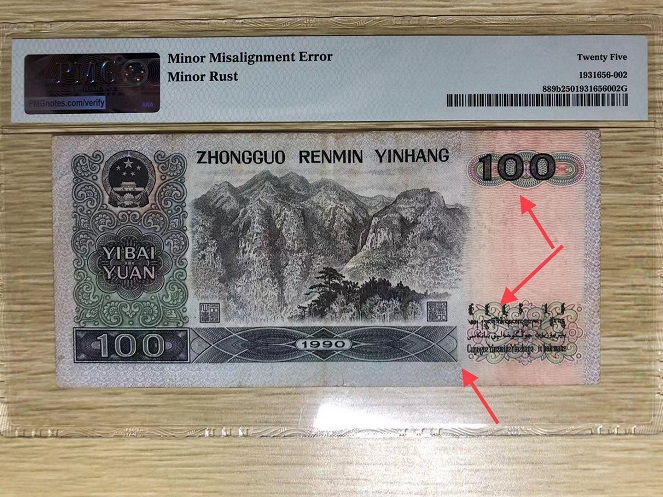 Minor Misalignment Error
Minor Rust
Twenty Five
1931656-002
889b2501931656002G
PMG
PMGnotes.com/verify
ZHONGGUO RENMIN YINHANG
100
YIBAI
YUAN
100
1990